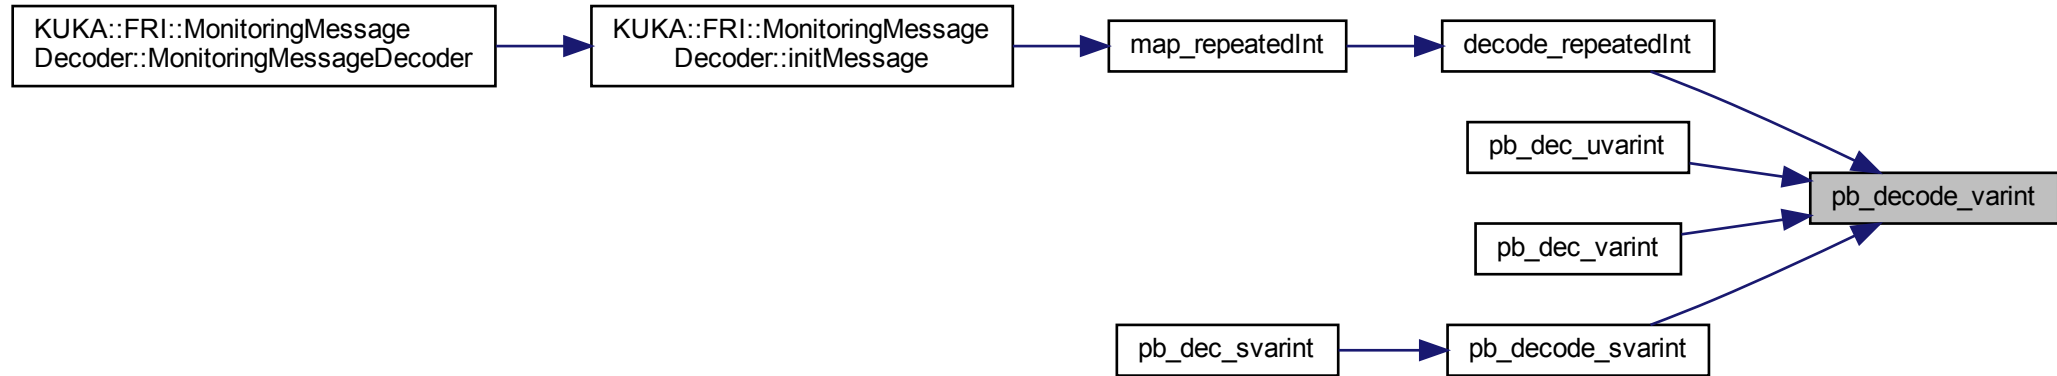 KUKA::FRI::MonitoringMessage
Decoder::MonitoringMessageDecoder
KUKA::FRI::MonitoringMessage
Decoder::initMessage
map_repeatedInt
decode_repeatedInt
pb_dec_uvarint
pb_decode_varint
pb_dec_varint
pb_dec_svarint
pb_decode_svarint